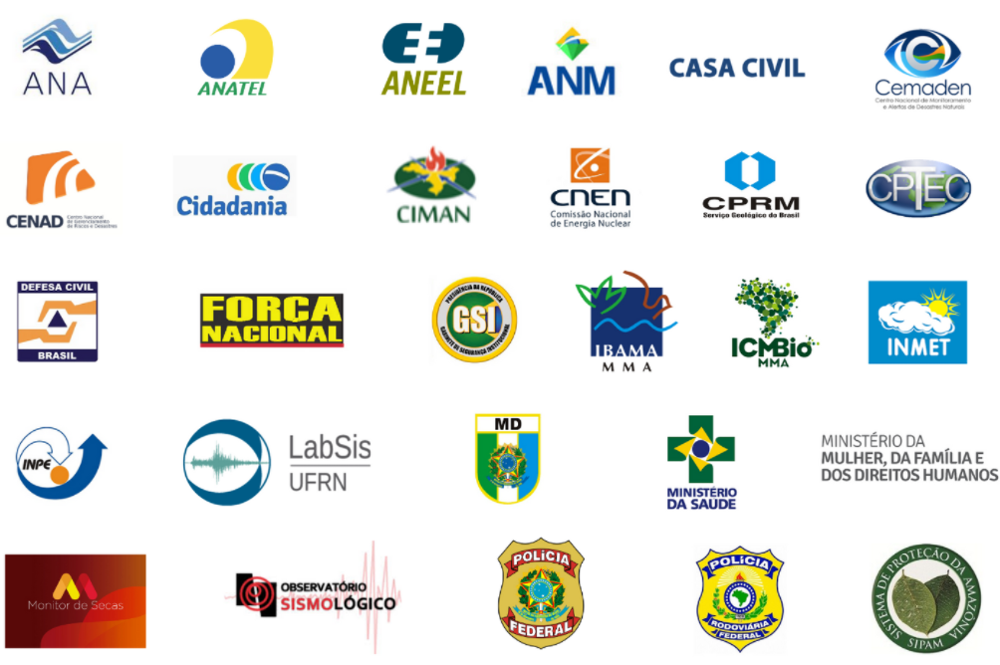 ANA
ANATEL
ANEEL
ANM
CASA CIVIL
Cemaden
Centro Nacional de Monitoramento
e Alertas de Desastres Naturais
CENAD
Centro Nacional
de Gerenciamento
de Riscos e Desastres
Cidadania
CIMAN
CNEN
Comissão Nacional
de Energia Nuclear
CPRM
Serviço Geológico do Brasil
CPTEC
DEFESA CIVIL
BRASIL
FORÇA
NACIONAL
PRESIDÊNCIA DA REPÚBLICA
GSI
GABINETE DE SEGURANÇA INSTITUCIONAL
IBAMA
MMA
ICMBio
MMA
INMET
INPE
LabSis
UFRN
MD
MINISTÉRIO
DA SAÚDE
MINISTÉRIO DA
MULHER, DA FAMÍLIA E
DOS DIREITOS HUMANOS
Monitor de Secas
OBSERVATÓRIO
SISMOLÓGICO
POLÍCIA
FEDERAL
POLÍCIA
RODOVIÁRIA
FEDERAL
SISTEMA DE PROTEÇÃO DA AMAZÔNIA
SIPAM